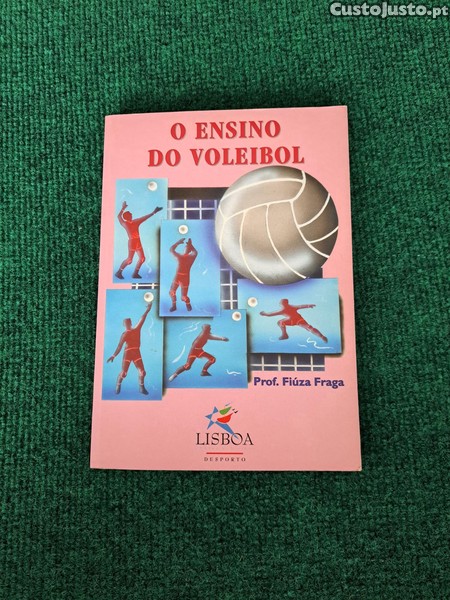 CustoJusto.pt
O ENSINO
DO VOLEIBOL
Prof. Fiúza Fraga
LISBOA
DESPORTO